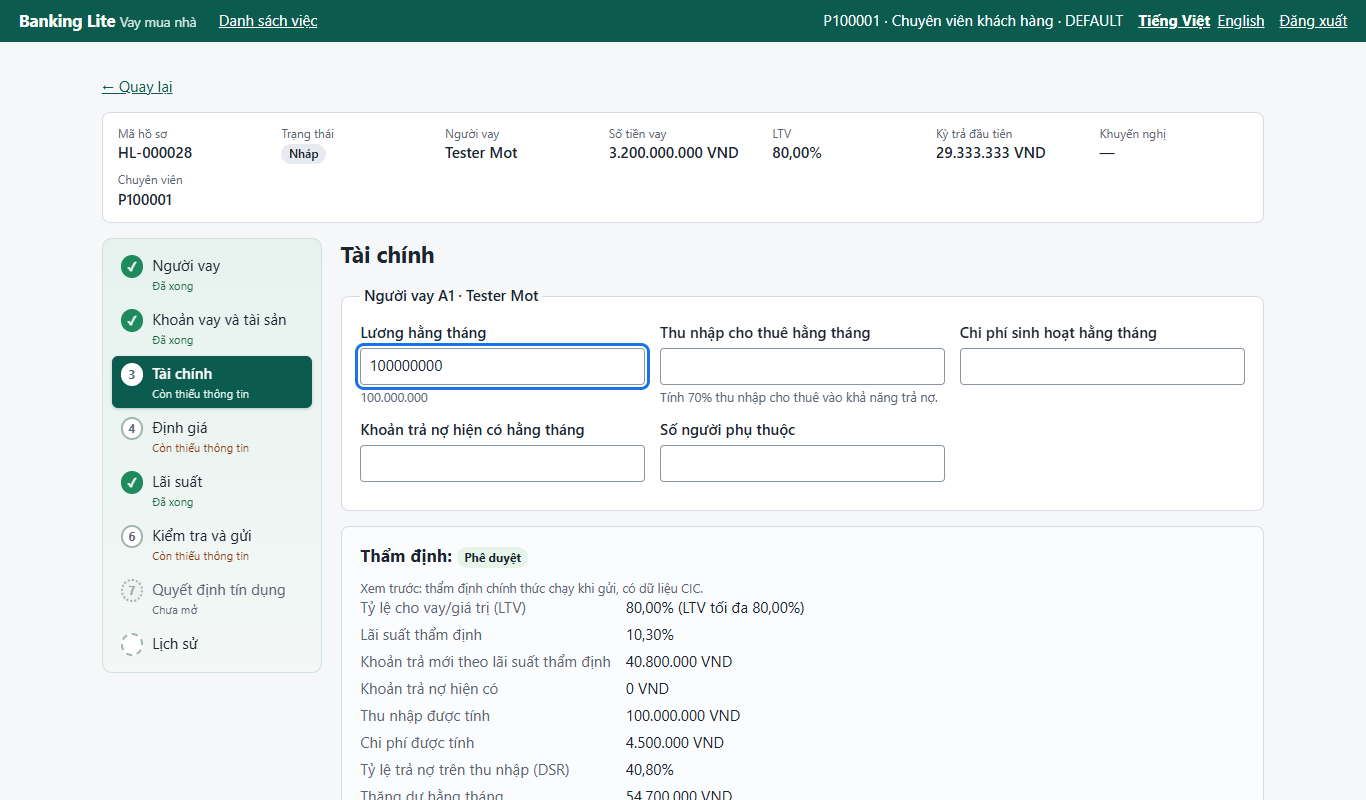 Banking Lite Vay mua nhà Danh sách việc P100001 · Chuyên viên khách hàng · DEFAULT Tiếng Việt English Đăng xuất
← Quay lại
Mã hồ sơ Trạng thái Người vay Số tiền vay LTV Kỳ trả đầu tiên Khuyến nghị
HL-000028 Nháp Tester Mot 3.200.000.000 VND 80,00% 29.333.333 VND —
Chuyên viên
P100001
Người vay
Đã xong
Khoản vay và tài sản
Đã xong
3 Tài chính
Còn thiếu thông tin
4 Định giá
Còn thiếu thông tin
Lãi suất
Đã xong
6 Kiểm tra và gửi
Còn thiếu thông tin
7 Quyết định tín dụng
Chưa mở
Lịch sử
Tài chính
Người vay A1 · Tester Mot
Lương hằng tháng Thu nhập cho thuê hằng tháng Chi phí sinh hoạt hằng tháng
100000000
100.000.000 Tính 70% thu nhập cho thuê vào khả năng trả nợ.
Khoản trả nợ hiện có hằng tháng Số người phụ thuộc
Thẩm định: Phê duyệt
Xem trước: thẩm định chính thức chạy khi gửi, có dữ liệu CIC.
Tỷ lệ cho vay/giá trị (LTV) 80,00% (LTV tối đa 80,00%)
Lãi suất thẩm định 10,30%
Khoản trả mới theo lãi suất thẩm định 40.800.000 VND
Khoản trả nợ hiện có 0 VND
Thu nhập được tính 100.000.000 VND
Chi phí được tính 4.500.000 VND
Tỷ lệ trả nợ trên thu nhập (DSR) 40,80%
Thặng dư hằng tháng 54.700.000 VND